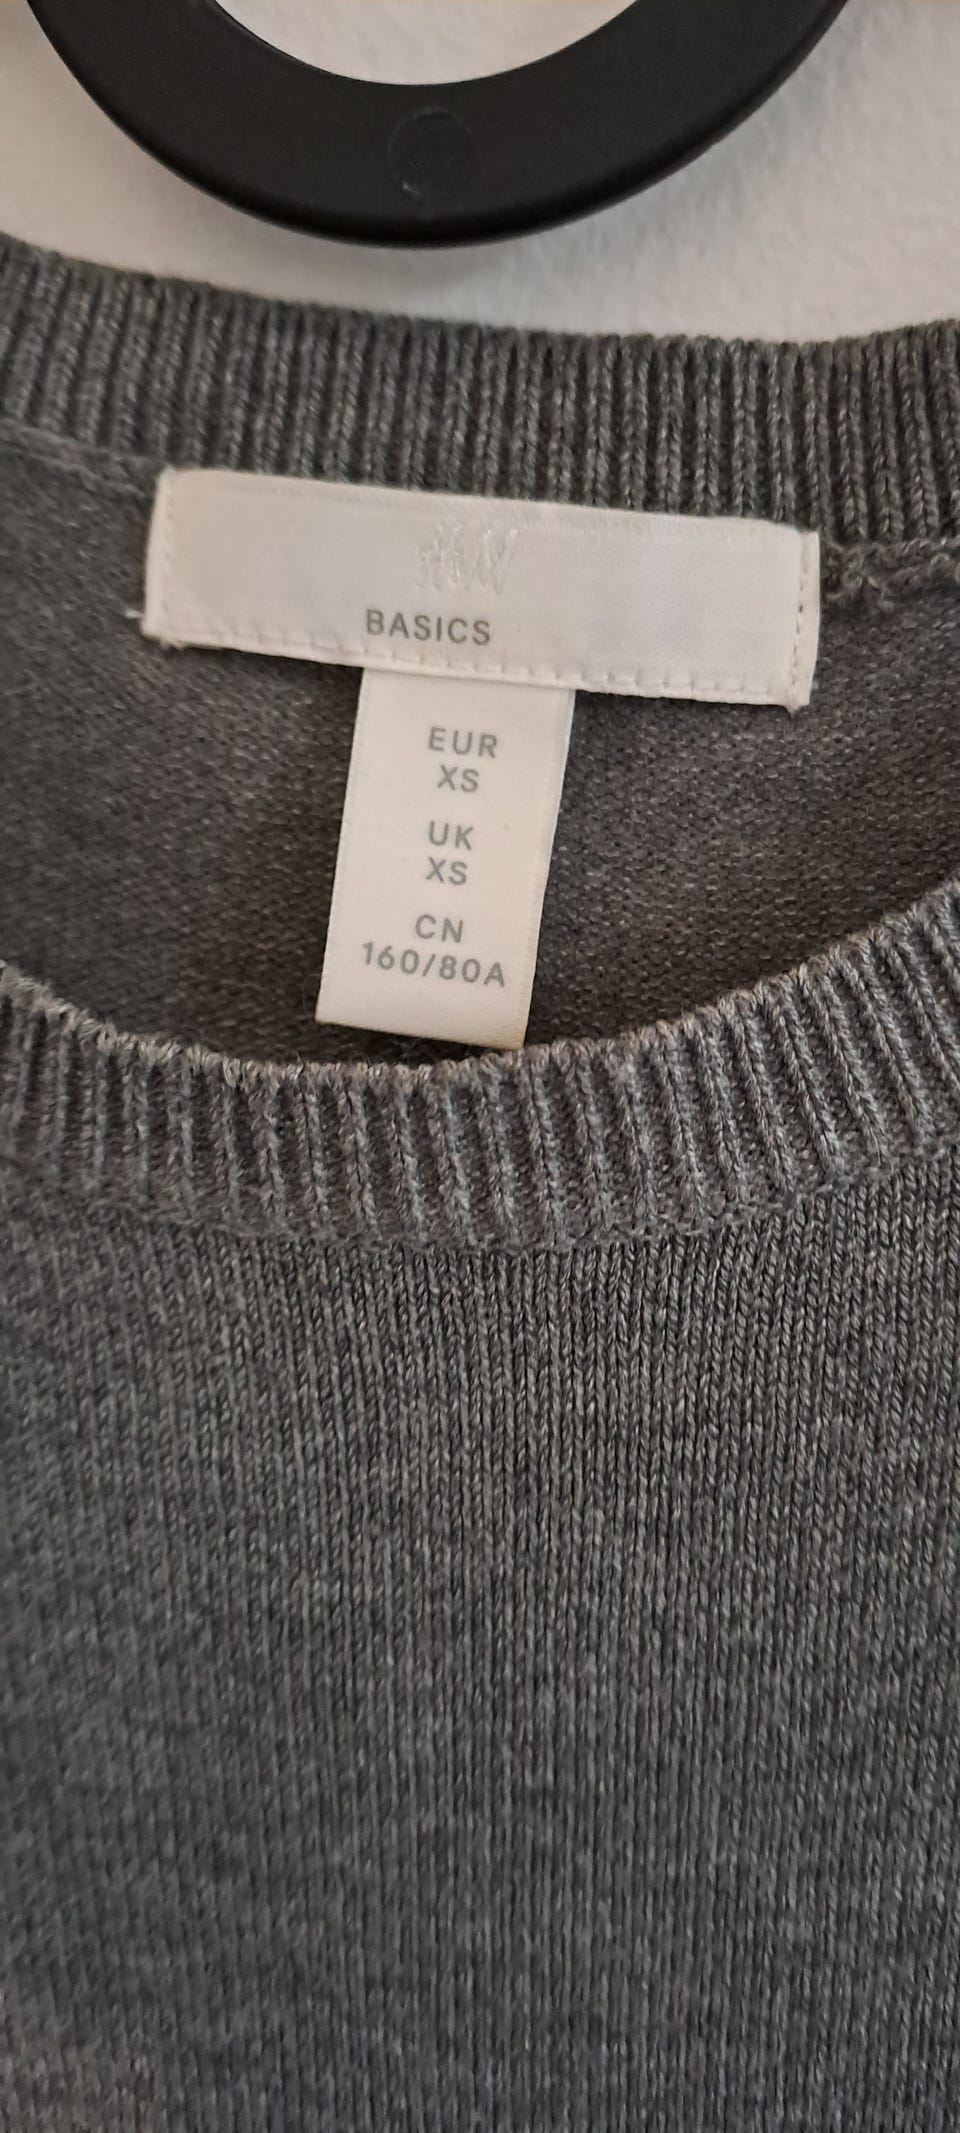 H&M
BASICS
EUR
XS
UK
XS
CN
160/80A